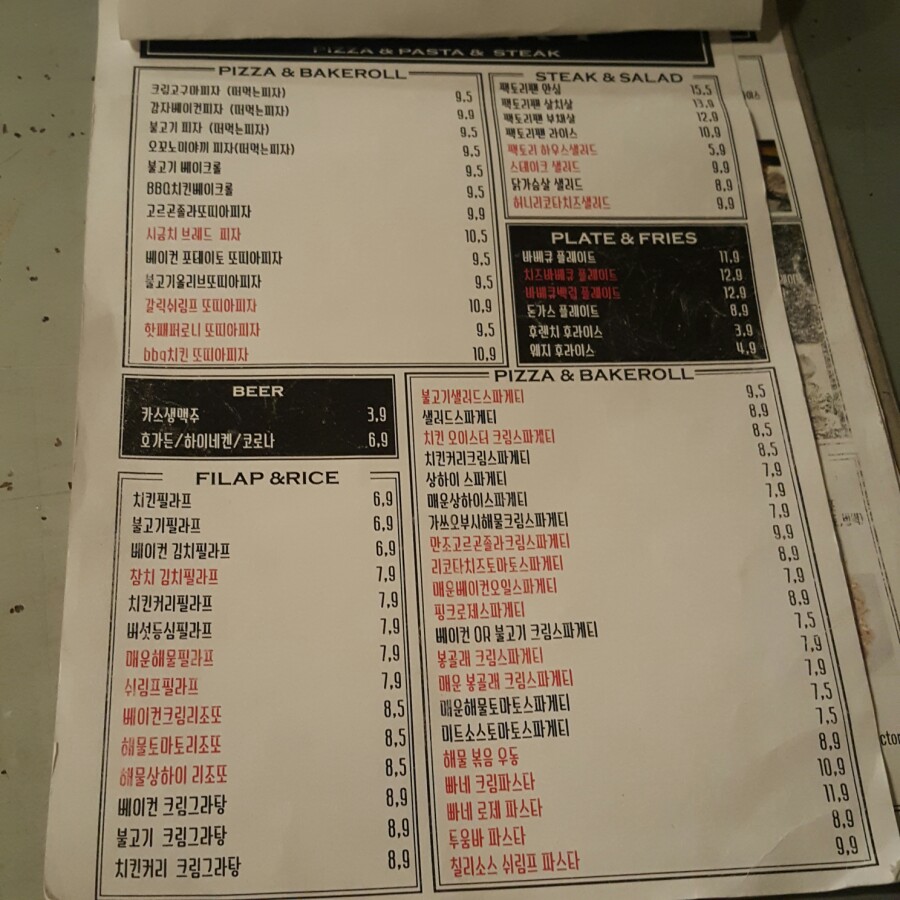 PIZZA & PASTA & STEAK
PIZZA & BAKEROLL
크림고구마피자 (떠먹는피자) 9,5
감자베이컨피자 (떠먹는피자) 9,9
불고기 피자 (떠먹는피자) 9,5
오꼬노미야끼 피자(떠먹는피자) 9,5
불고기 베이크롤 9,5
BBQ치킨베이크롤 9,5
고르곤졸라또띠아피자 9,9
시금치 브레드 피자 10,5
베이컨 포테이토 또띠아피자 9,5
불고기올리브또띠아피자 9,5
갈릭쉬림프 또띠아피자 10,9
핫페퍼로니 또띠아피자 9,5
bbq치킨 또띠아피자 10,9
STEAK & SALAD
팩토리팬 안심 15,5
팩토리팬 살치살 13,9
팩토리팬 부채살 12,9
팩토리팬 라이스 10,9
팩토리 하우스샐러드 5,9
스테이크 샐러드 9,9
닭가슴살 샐러드 8,9
허니리코타치즈샐러드 9,9
PLATE & FRIES
바베큐 플레이트 11,9
치즈바베큐 플레이트 12,9
바베큐백립 플레이트 12,9
돈가스 플레이트 8,9
후렌치 후라이스 3,9
웨지 후라이스 4,9
BEER
카스생맥주 3,9
호가든/하이네켄/코로나 6,9
FILAP &RICE
치킨필라프 6,9
불고기필라프 6,9
베이컨 김치필라프 6,9
참치 김치필라프 7,9
치킨커리필라프 7,9
버섯등심필라프 7,9
매운해물필라프 7,9
쉬림프필라프 7,9
베이컨크림리조또 8,5
해물토마토리조또 8,5
해물상하이 리조또 8,5
베이컨 크림그라탕 8,9
불고기 크림그라탕 8,9
치킨커리 크림그라탕 8,9
PIZZA & BAKEROLL
불고기샐러드스파게티 9,5
샐러드스파게티 8,9
치킨 오이스터 크림스파게티 8,5
치킨커리크림스파게티 8,5
상하이 스파게티 7,9
매운상하이스파게티 7,9
가쓰오부시해물크림스파게티 7,9
만조고르곤졸라크림스파게티 9,9
리코타치즈토마토스파게티 8,9
매운베이컨오일스파게티 7,9
핑크로제스파게티 8,9
베이컨 OR 불고기 크림스파게티 7,5
봉골래 크림스파게티 7,9
매운 봉골래 크림스파게티 7,9
매운해물토마토스파게티 7,5
미트소스토마토스파게티 7,5
해물 볶음 우동 8,9
빠네 크림파스타 10,9
빠네 로제 파스타 11,9
투움바 파스타 8,9
칠리소스 쉬림프 파스타 9,9